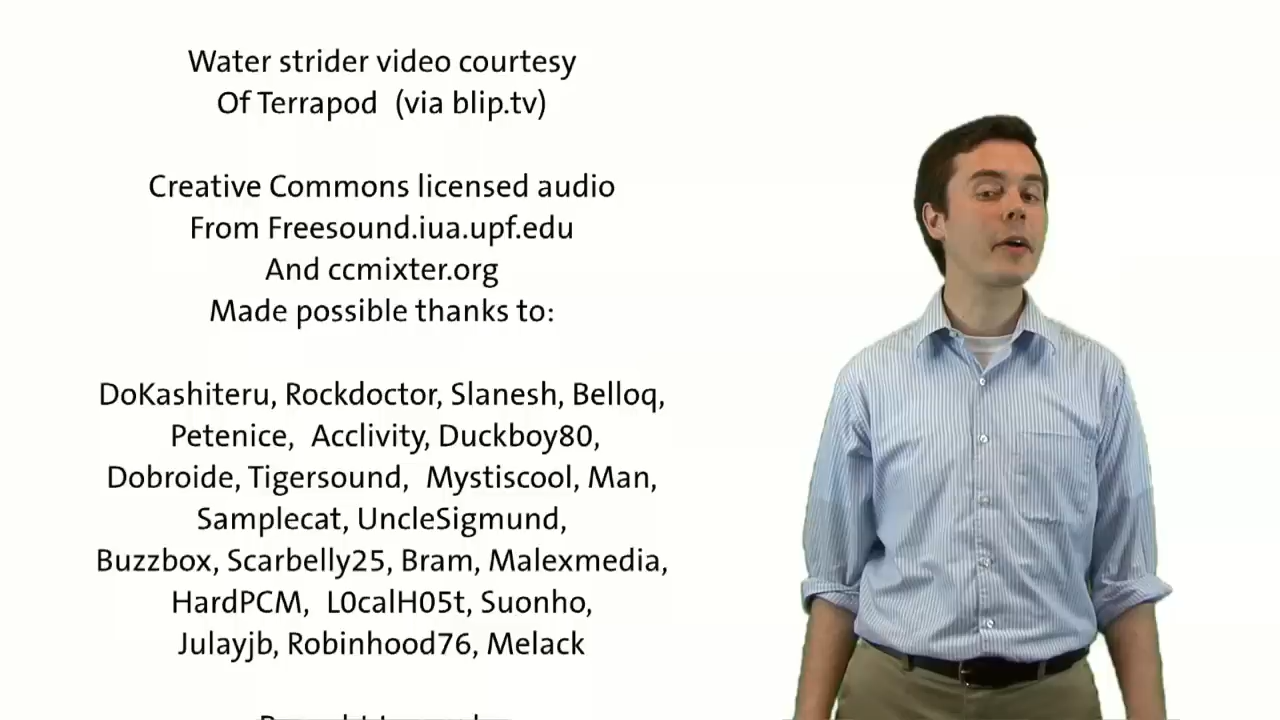 Water strider video courtesy
Of Terrapod (via blip.tv)
Creative Commons licensed audio
From Freesound.iua.upf.edu
And ccmixter.org
Made possible thanks to:
DoKashiteru, Rockdoctor, Slanesh, Belloq,
Petenice, Acclivity, Duckboy80,
Dobroide, Tigersound, Mystiscool, Man,
Samplecat, UncleSigmund,
Buzzbox, Scarbelly25, Bram, Malexmedia,
HardPCM, L0calH05t, Suonho,
Julayjb, Robinhood76, Melack